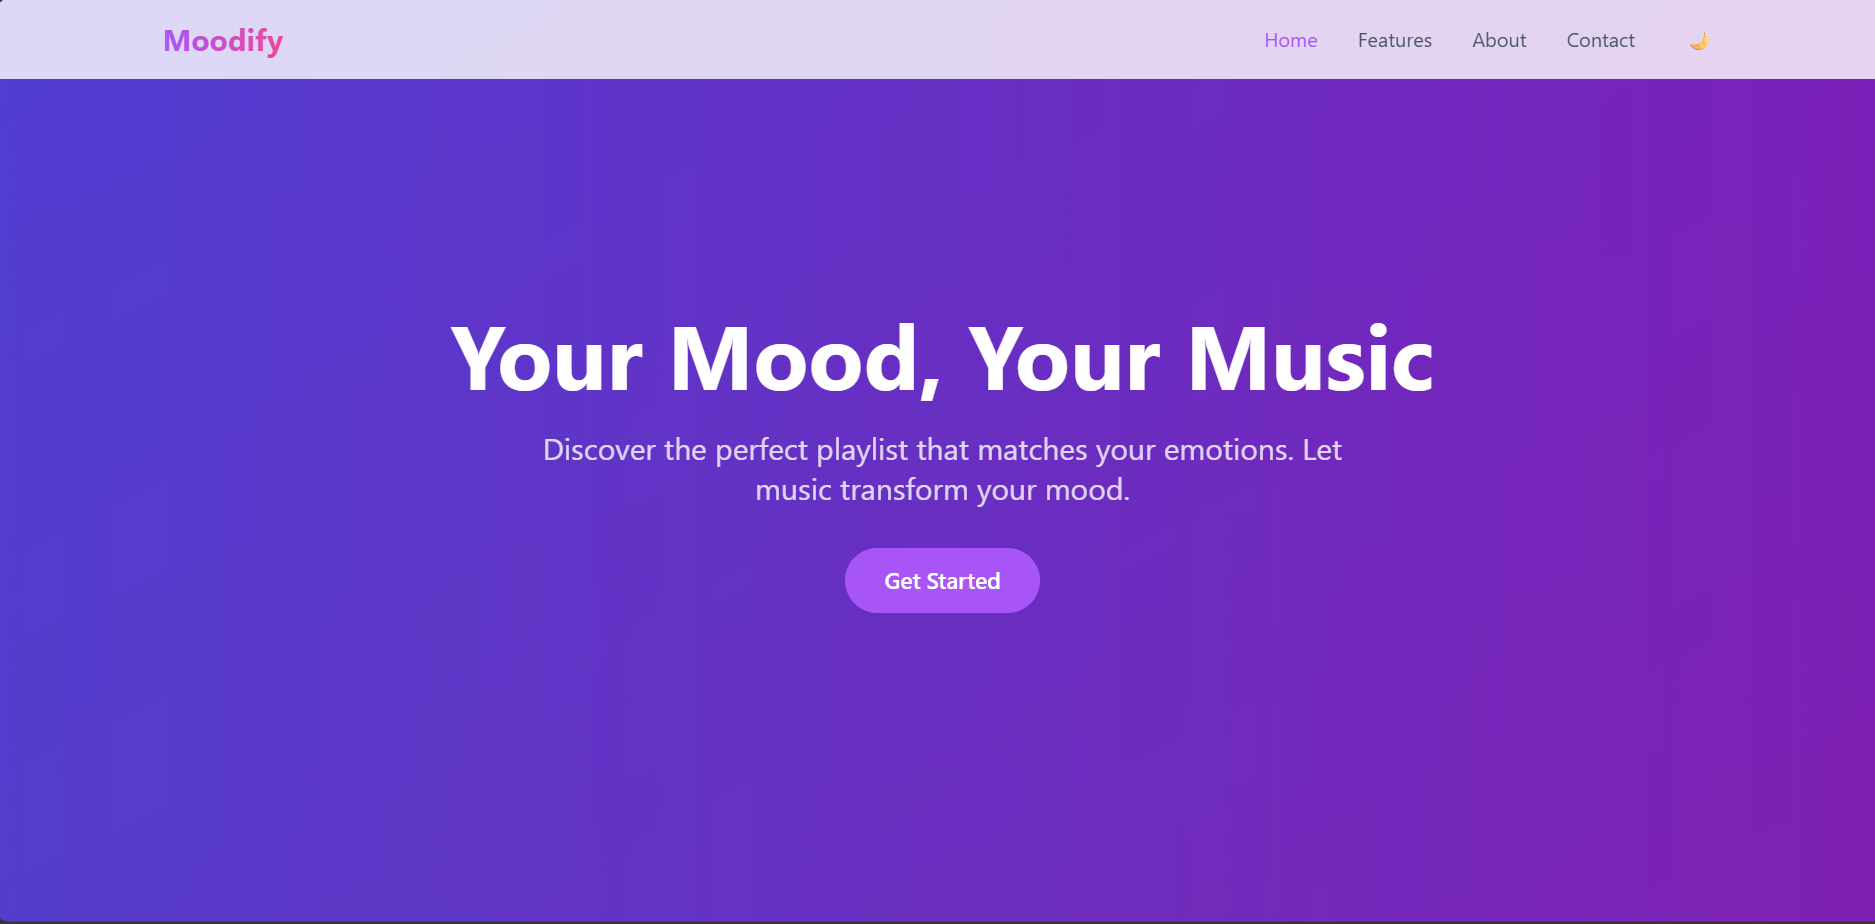 Moodify
Home Features About Contact
Your Mood, Your Music
Discover the perfect playlist that matches your emotions. Let
music transform your mood.
Get Started